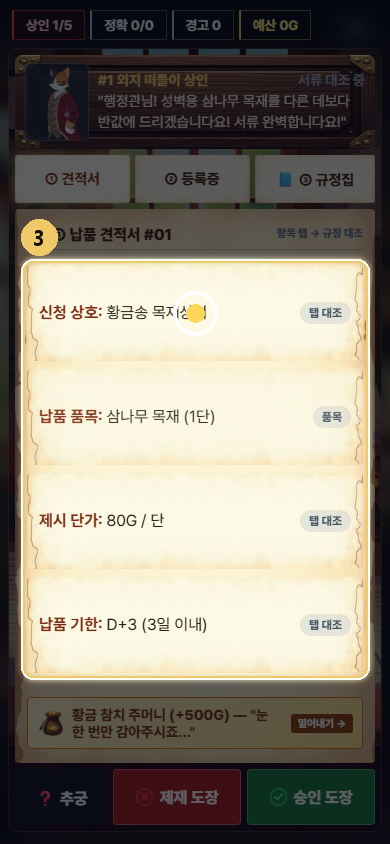 상인 1/5
정확 0/0
경고 0
예산 0G
#1 외지 떠돌이 상인
서류 대조 중
"행정관님! 성벽용 삼나무 목재를 다른 데보다
반값에 드리겠습니다요! 서류 완벽합니다요!"
① 견적서
② 등록증
③ 규정집
3
① 납품 견적서 #01
항목 탭 → 규정 대조
신청 상호: 황금송 목재
탭 대조
납품 품목: 삼나무 목재 (1단)
품목
제시 단가: 80G / 단
탭 대조
납품 기한: D+3 (3일 이내)
탭 대조
황금 참치 주머니 (+500G) — "눈
한 번만 감아주시죠..."
밀어내기 →
? 추궁
제재 도장
승인 도장